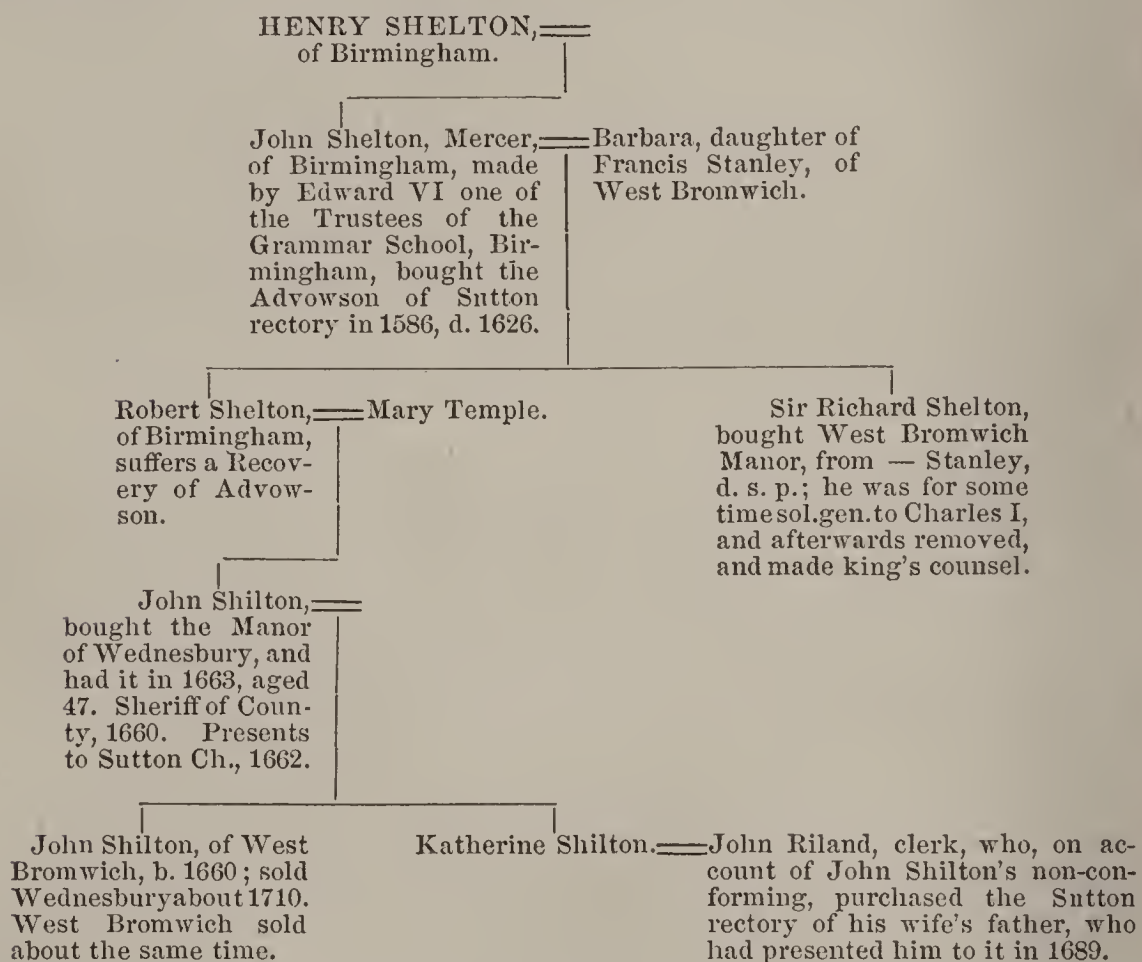 HENRY SHELTON,
of Birmingham.
John Shelton, Mercer,
of Birmingham, made
by Edward VI one of
the Trustees of the
Grammar School, Bir-
mingham, bought the
Advowson of Sutton
rectory in 1586, d. 1626.
Barbara, daughter of
Francis Stanley, of
West Bromwich.
Robert Shelton,
of Birmingham,
suffers a Recov-
ery of Advow-
son.
Mary Temple.
Sir Richard Shelton,
bought West Bromwich
Manor, from — Stanley,
d. s. p.; he was for some
time sol. gen. to Charles I,
and afterwards removed,
and made king's counsel.
John Shilton,
bought the Manor
of Wednesbury, and
had it in 1663, aged
47. Sheriff of Coun-
ty, 1660. Presents
to Sutton Ch., 1662.
John Shilton, of West
Bromwich, b. 1660; sold
Wednesbury about 1710.
West Bromwich sold
about the same time.
Katherine Shilton.
John Riland, clerk, who, on ac-
count of John Shilton's non-con-
forming, purchased the Sutton
rectory of his wife's father, who
had presented him to it in 1689.